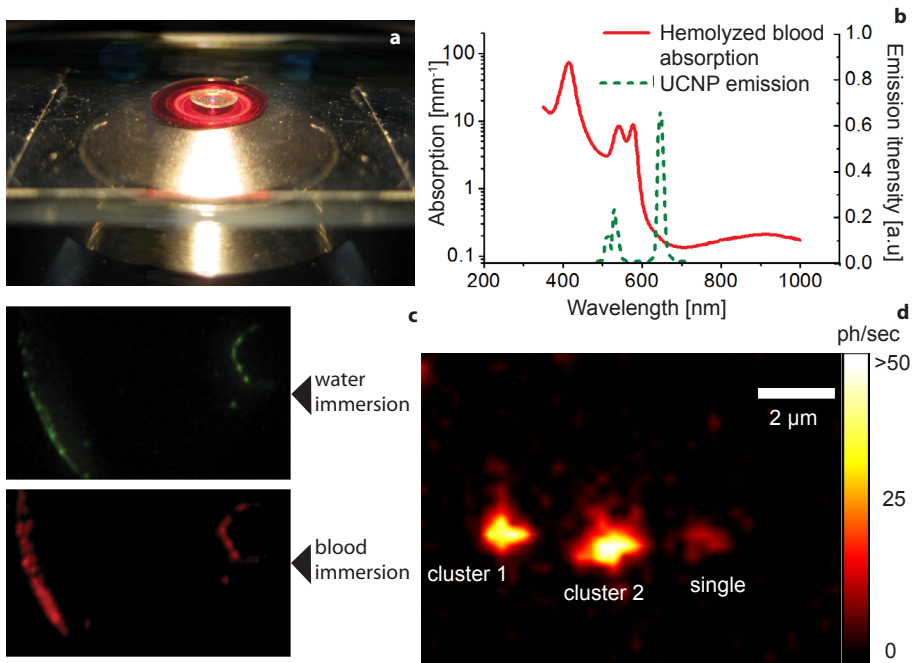 a
b
Hemolyzed blood
absorption
UCNP emission
Absorption [mm⁻¹]
100
10
1
0.1
200
400
600
800
1000
Wavelength [nm]
1.0
0.8
0.6
0.4
0.2
0.0
Emission itnensity [a.u]
c
water
immersion
blood
immersion
d
ph/sec
>50
25
0
2 µm
cluster 1
cluster 2
single